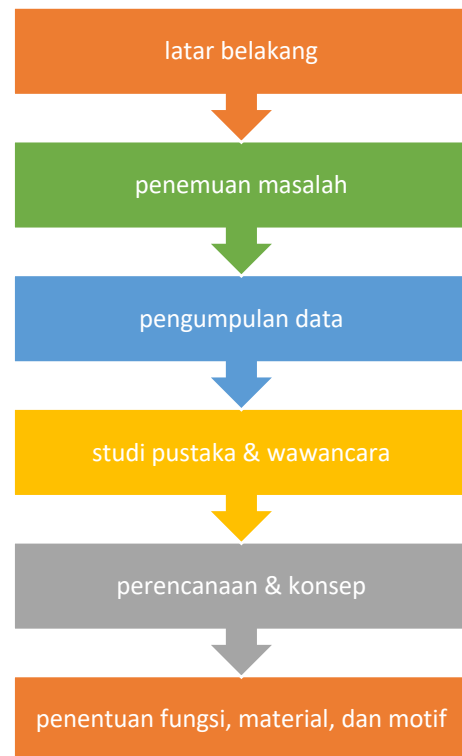 latar belakang
penemuan masalah
pengumpulan data
studi pustaka & wawancara
perencanaan & konsep
penentuan fungsi, material, dan motif